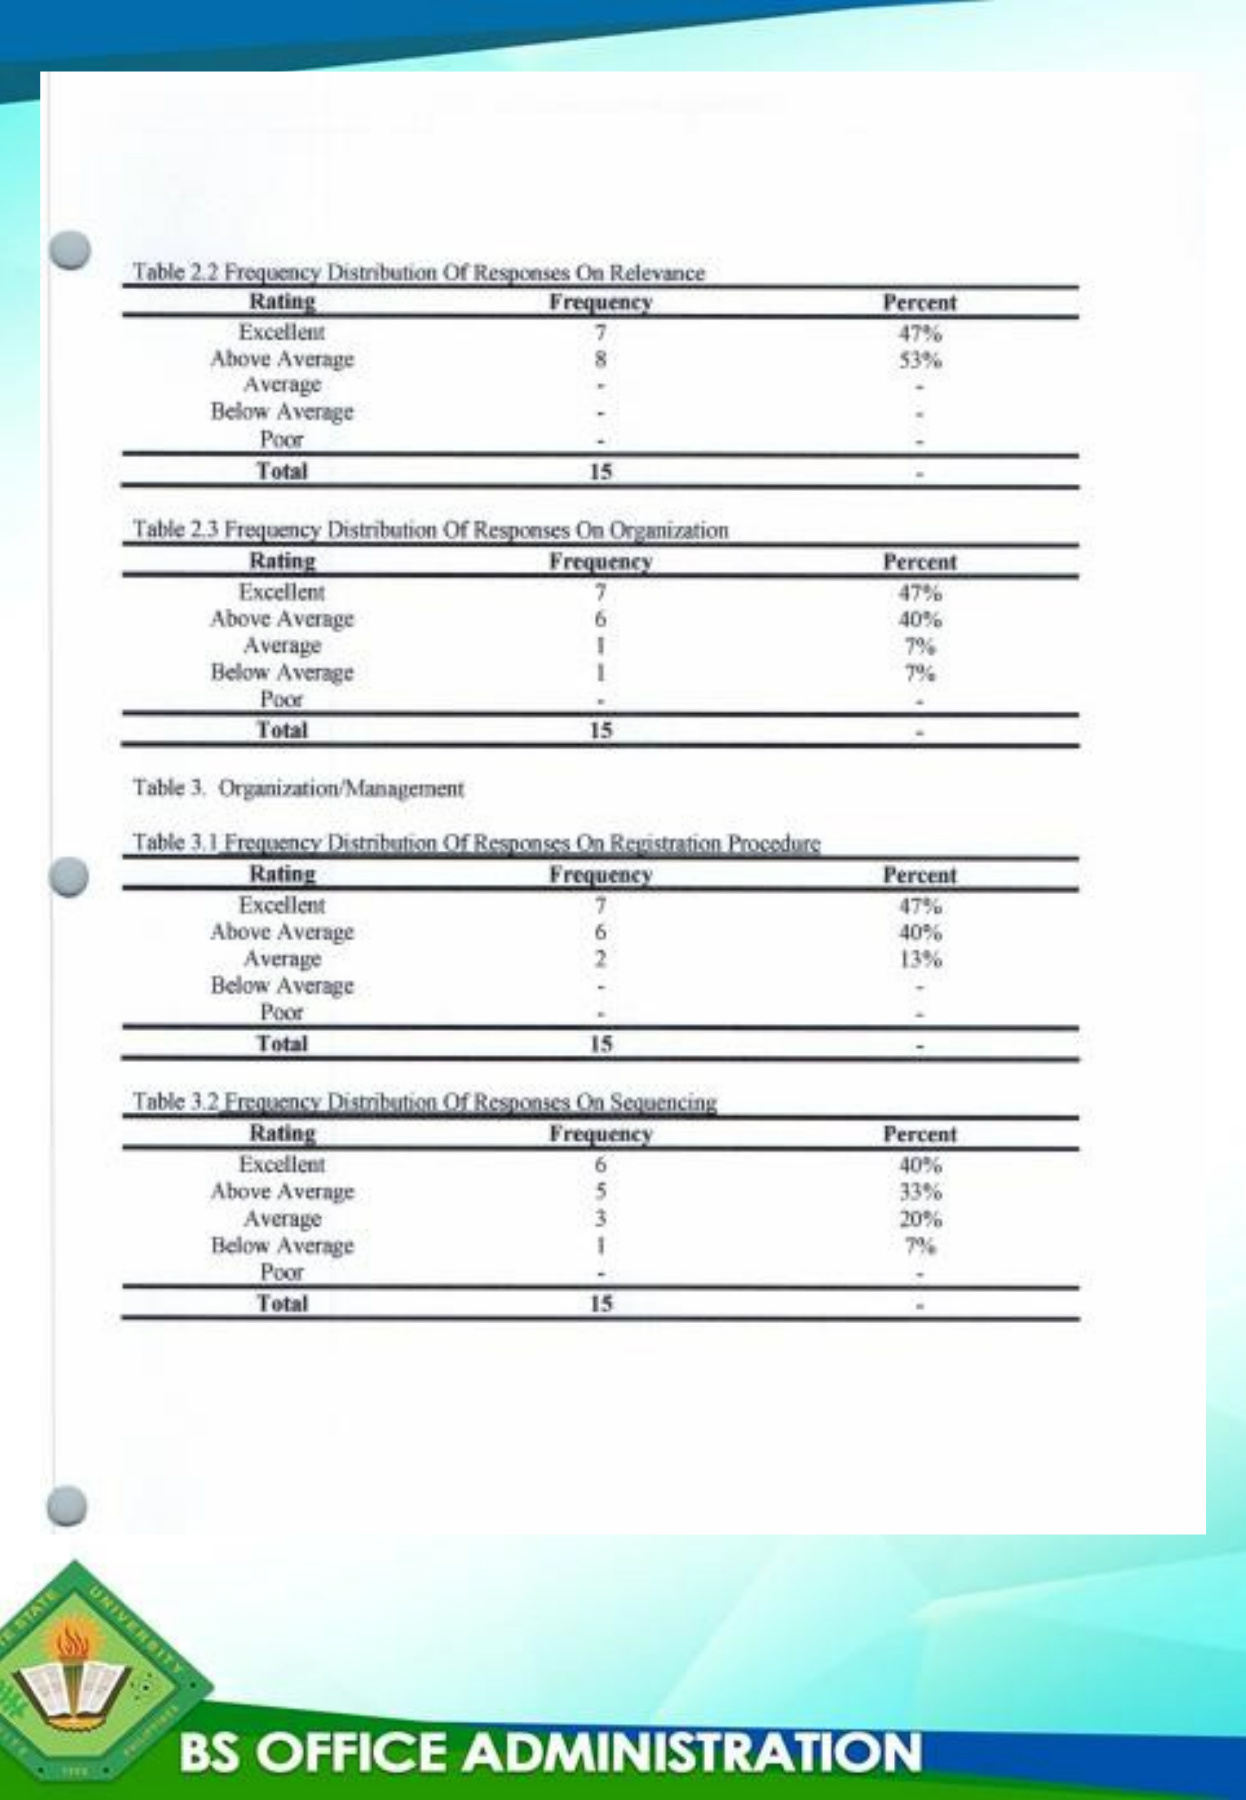 Table 2.2 Frequency Distribution Of Responses On Relevance
Rating Frequency Percent
Excellent 7 47%
Above Average 8 53%
Average - -
Below Average - -
Poor - -
Total 15 -
Table 2.3 Frequency Distribution Of Responses On Organization
Rating Frequency Percent
Excellent 7 47%
Above Average 6 40%
Average 1 7%
Below Average 1 7%
Poor - -
Total 15 -
Table 3. Organization/Management
Table 3.1 Frequency Distribution Of Responses On Registration Procedure
Rating Frequency Percent
Excellent 7 47%
Above Average 6 40%
Average 2 13%
Below Average - -
Poor - -
Total 15 -
Table 3.2 Frequency Distribution Of Responses On Sequencing
Rating Frequency Percent
Excellent 6 40%
Above Average 5 33%
Average 3 20%
Below Average 1 7%
Poor - -
Total 15 -
STATE UNIVERSITY
PHILIPPINES
BS OFFICE ADMINISTRATION